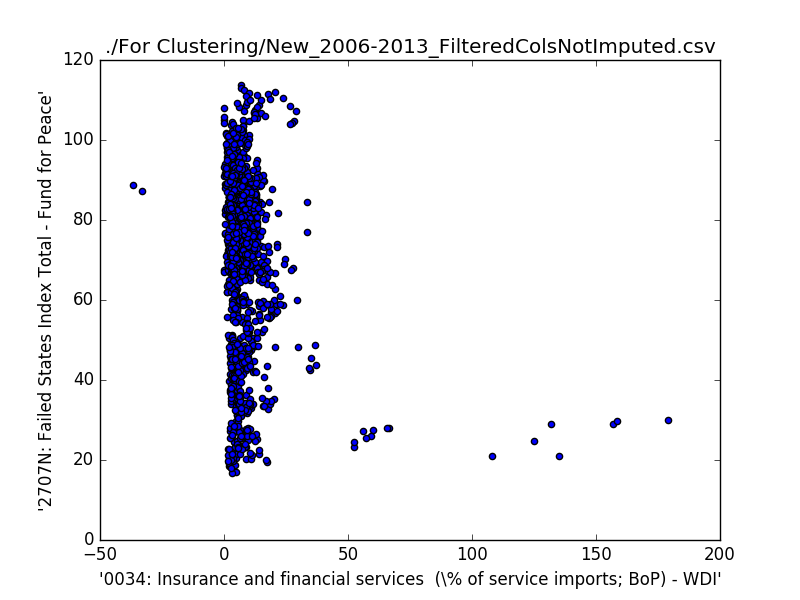 ./For Clustering/New_2006-2013_FilteredColsNotImputed.csv
'2707N: Failed States Index Total - Fund for Peace'
120
100
80
60
40
20
0
−50 0 50 100 150 200
'0034: Insurance and financial services  (\% of service imports; BoP) - WDI'